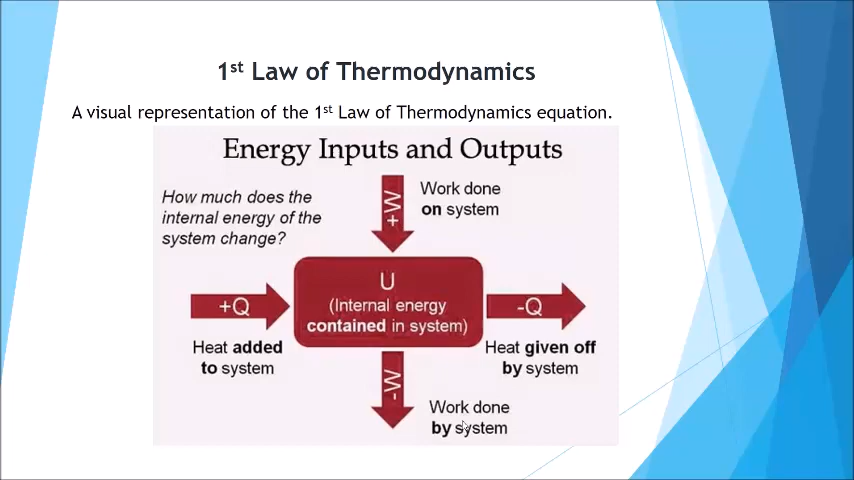 1st Law of Thermodynamics
A visual representation of the 1st Law of Thermodynamics equation.
Energy Inputs and Outputs
How much does the
internal energy of the
system change?
+W
Work done
on system
+Q
Heat added
to system
U
(Internal energy
contained in system)
-Q
Heat given off
by system
-W
Work done
by system